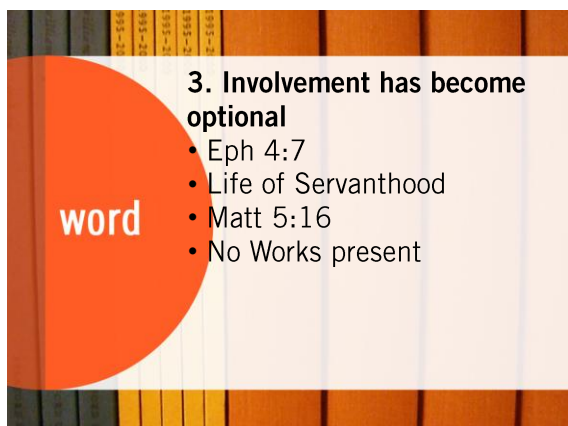 3. Involvement has become
optional
• Eph 4:7
• Life of Servanthood
• Matt 5:16
• No Works present
word